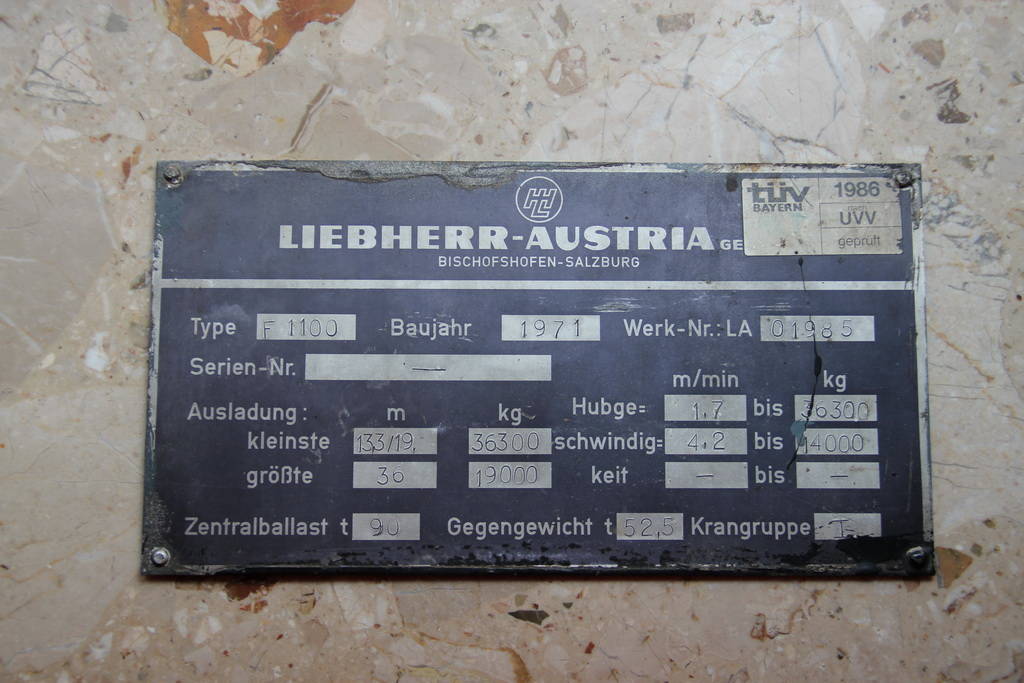 LIEBHERR-AUSTRIA GE
BISCHOFSHOFEN-SALZBURG
tüv BAYERN
1986
nach
UVV
geprüft
Type F 1100 Baujahr 1971 Werk-Nr.: LA 01985
Serien-Nr. —
m/min kg
Ausladung: m kg Hubge= 1,7 bis 36300
kleinste 13,3/19, 36300 schwindig= 4,2 bis 14000
größte 36 19000 keit — bis —
Zentralballast t 90 Gegengewicht t 52,5 Krangruppe I